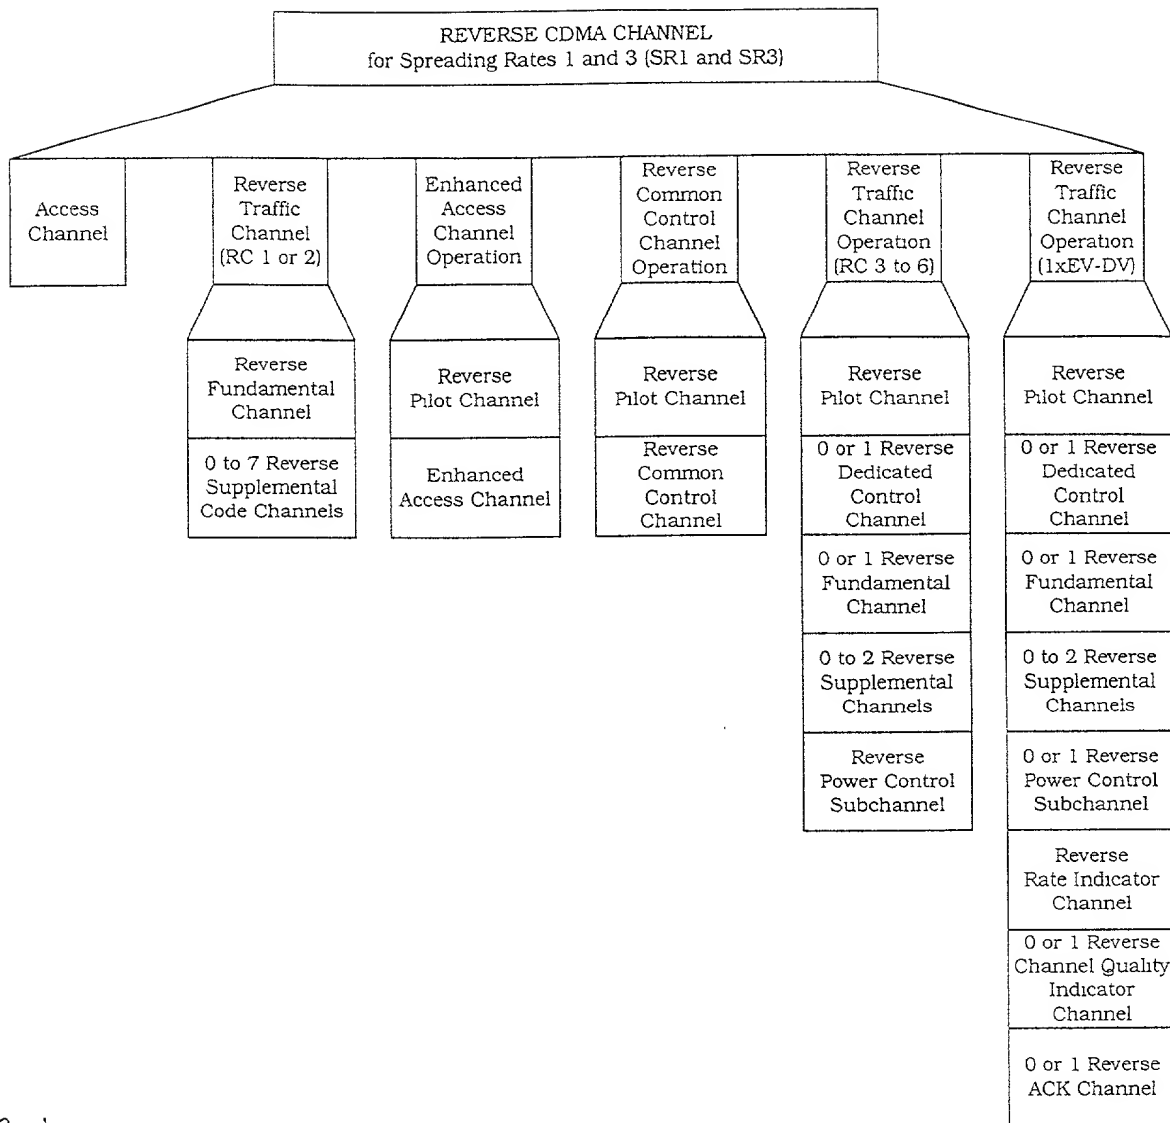 REVERSE CDMA CHANNEL
for Spreading Rates 1 and 3 (SR1 and SR3)
Access
Channel
Reverse
Traffic
Channel
(RC 1 or 2)
Enhanced
Access
Channel
Operation
Reverse
Common
Control
Channel
Operation
Reverse
Traffic
Channel
Operation
(RC 3 to 6)
Reverse
Traffic
Channel
Operation
(1xEV-DV)
Reverse
Fundamental
Channel
0 to 7 Reverse
Supplemental
Code Channels
Reverse
Pilot Channel
Enhanced
Access Channel
Reverse
Pilot Channel
Reverse
Common
Control
Channel
Reverse
Pilot Channel
0 or 1 Reverse
Dedicated
Control
Channel
0 or 1 Reverse
Fundamental
Channel
0 to 2 Reverse
Supplemental
Channels
Reverse
Power Control
Subchannel
Reverse
Pilot Channel
0 or 1 Reverse
Dedicated
Control
Channel
0 or 1 Reverse
Fundamental
Channel
0 to 2 Reverse
Supplemental
Channels
0 or 1 Reverse
Power Control
Subchannel
Reverse
Rate Indicator
Channel
0 or 1 Reverse
Channel Quality
Indicator
Channel
0 or 1 Reverse
ACK Channel